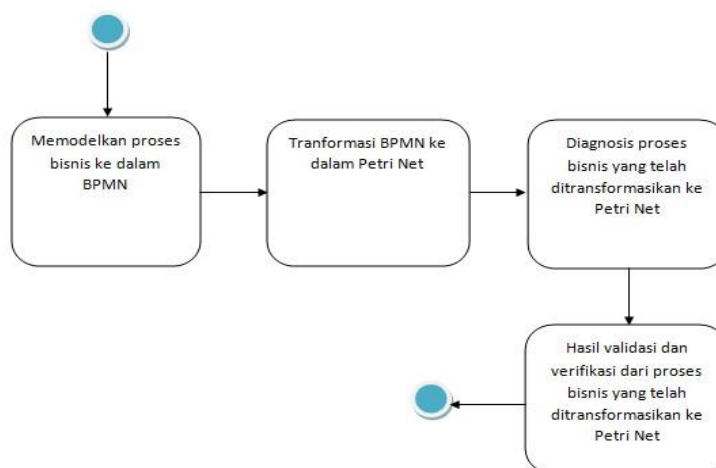 Memodelkan proses
bisnis ke dalam
BPMN
Tranformasi BPMN ke
dalam Petri Net
Diagnosis proses
bisnis yang telah
ditransformasikan ke
Petri Net
Hasil validasi dan
verifikasi dari proses
bisnis yang telah
ditransformasikan ke
Petri Net